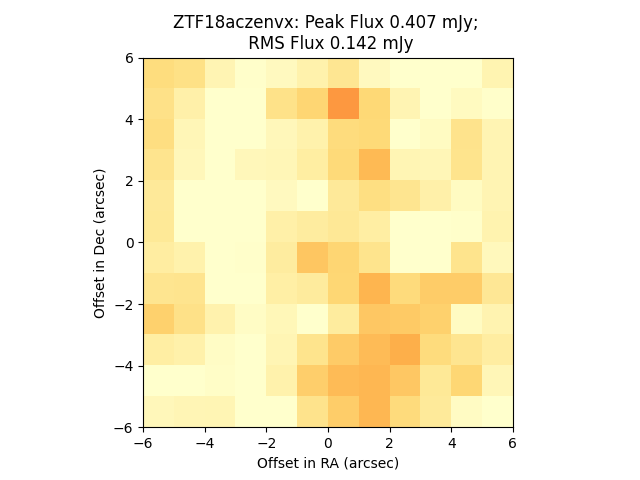 ZTF18aczenvx: Peak Flux 0.407 mJy;
RMS Flux 0.142 mJy
6
4
2
0
−2
−4
−6
Offset in Dec (arcsec)
−6 −4 −2 0 2 4 6
Offset in RA (arcsec)